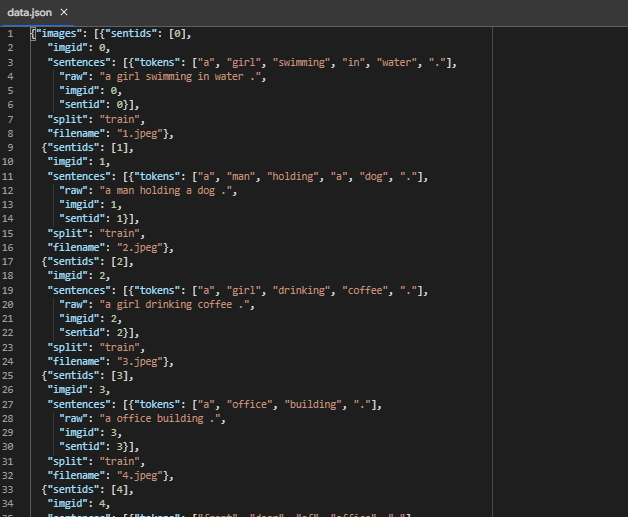 data.json ×
1 {"images": [{"sentids": [0],
2 "imgid": 0,
3 "sentences": [{"tokens": ["a", "girl", "swimming", "in", "water", "."],
4 "raw": "a girl swimming in water .",
5 "imgid": 0,
6 "sentid": 0}],
7 "split": "train",
8 "filename": "1.jpeg"},
9 {"sentids": [1],
10 "imgid": 1,
11 "sentences": [{"tokens": ["a", "man", "holding", "a", "dog", "."],
12 "raw": "a man holding a dog .",
13 "imgid": 1,
14 "sentid": 1}],
15 "split": "train",
16 "filename": "2.jpeg"},
17 {"sentids": [2],
18 "imgid": 2,
19 "sentences": [{"tokens": ["a", "girl", "drinking", "coffee", "."],
20 "raw": "a girl drinking coffee .",
21 "imgid": 2,
22 "sentid": 2}],
23 "split": "train",
24 "filename": "3.jpeg"},
25 {"sentids": [3],
26 "imgid": 3,
27 "sentences": [{"tokens": ["a", "office", "building", "."],
28 "raw": "a office building .",
29 "imgid": 3,
30 "sentid": 3}],
31 "split": "train",
32 "filename": "4.jpeg"},
33 {"sentids": [4],
34 "imgid": 4,